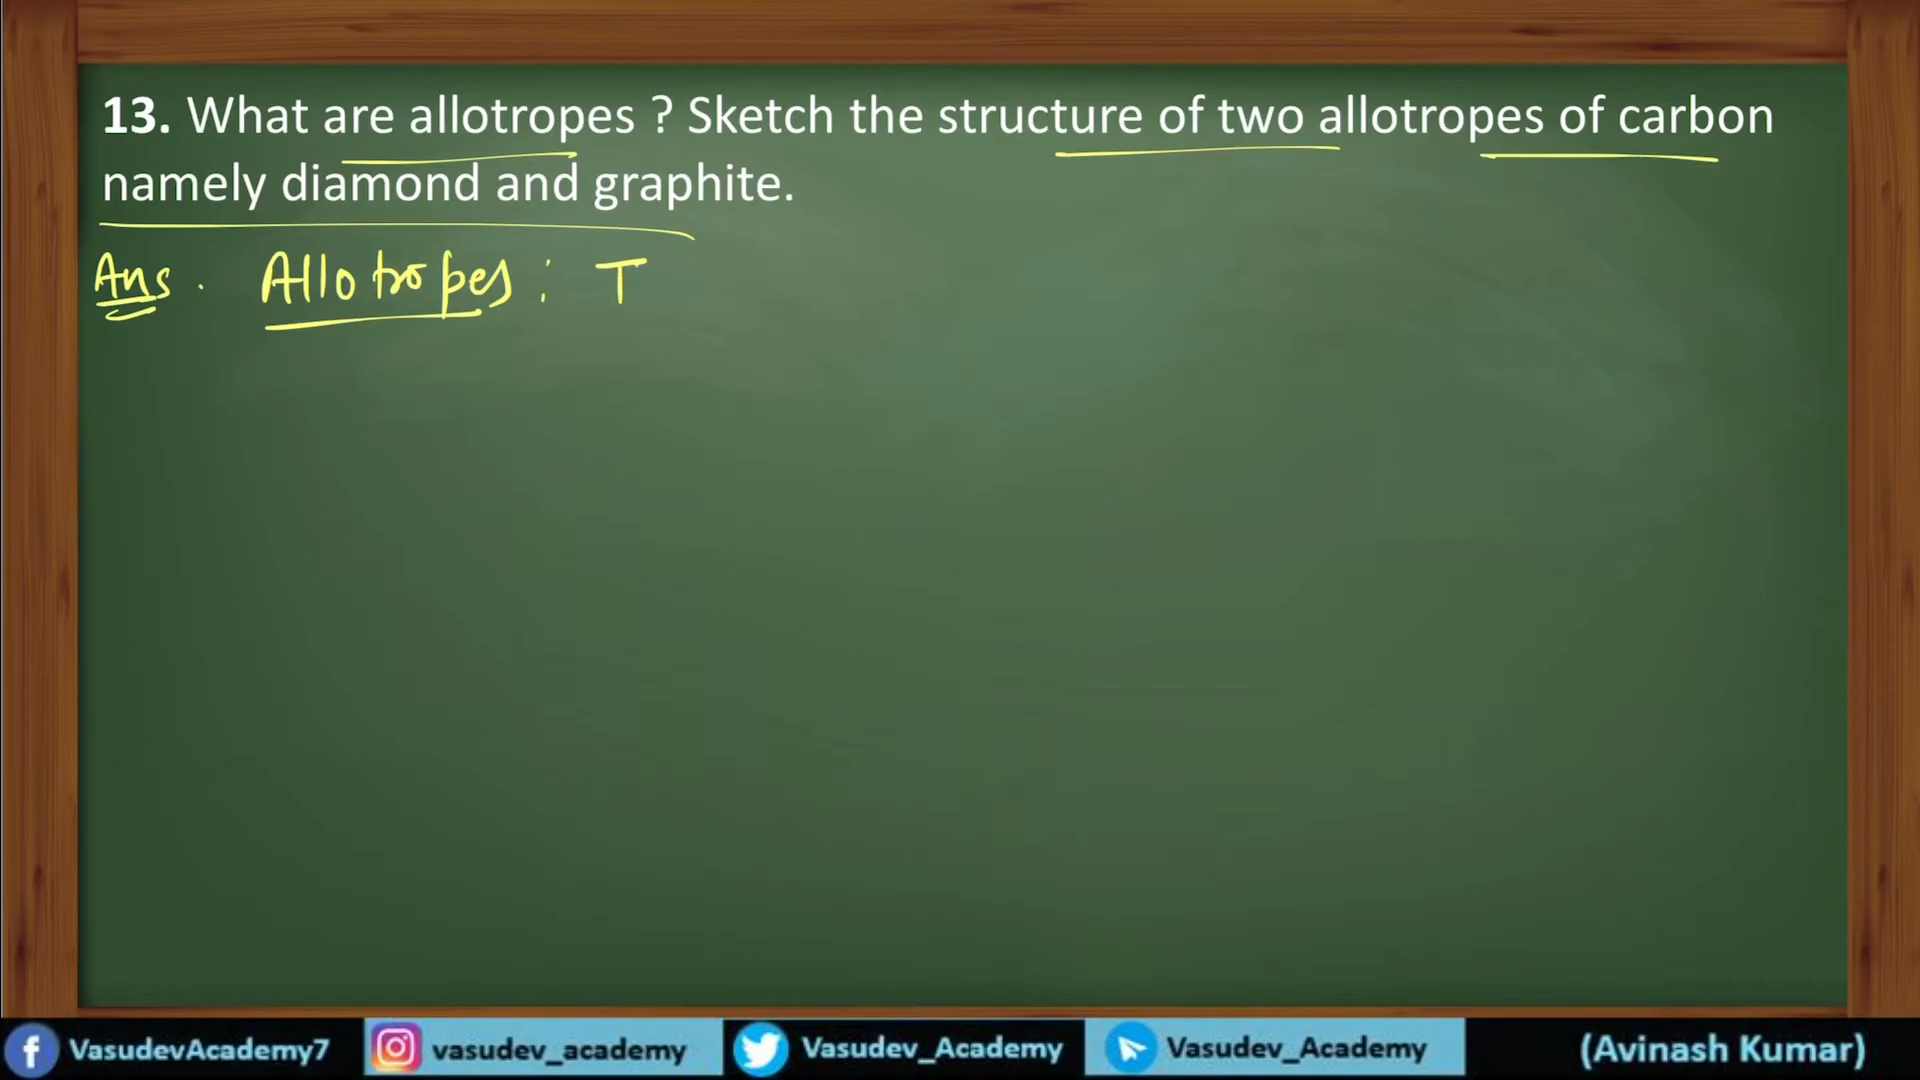 13. What are allotropes ? Sketch the structure of two allotropes of carbon
namely diamond and graphite.
Ans. Allotropes : T
VasudevAcademy7 vasudev_academy Vasudev_Academy Vasudev_Academy (Avinash Kumar)